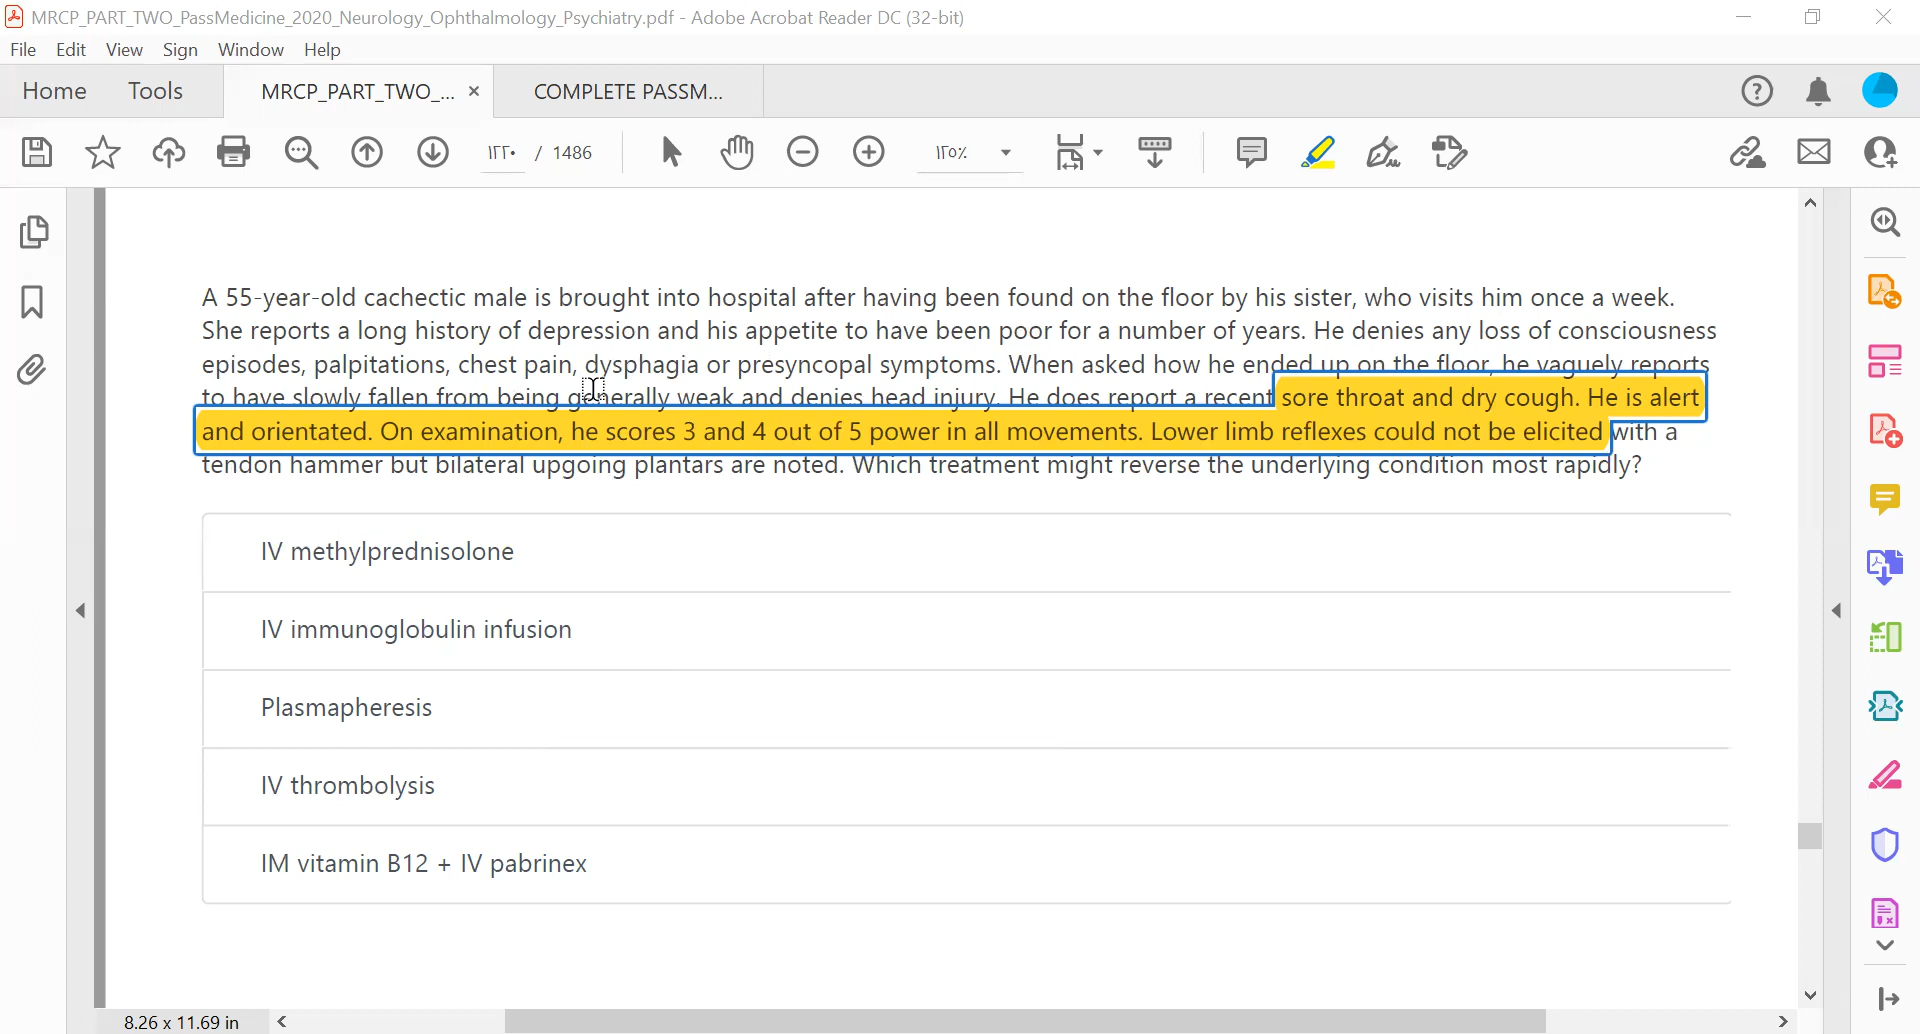 MRCP_PART_TWO_PassMedicine_2020_Neurology_Ophthalmology_Psychiatry.pdf - Adobe Acrobat Reader DC (32-bit)
File Edit View Sign Window Help
Home Tools MRCP_PART_TWO_... × COMPLETE PASSM...
١٢٢٠ / 1486 ١٢٥٪
A 55-year-old cachectic male is brought into hospital after having been found on the floor by his sister, who visits him once a week.
She reports a long history of depression and his appetite to have been poor for a number of years. He denies any loss of consciousness
episodes, palpitations, chest pain, dysphagia or presyncopal symptoms. When asked how he ended up on the floor, he vaguely reports
to have slowly fallen from being generally weak and denies head injury. He does report a recent sore throat and dry cough. He is alert
and orientated. On examination, he scores 3 and 4 out of 5 power in all movements. Lower limb reflexes could not be elicited with a
tendon hammer but bilateral upgoing plantars are noted. Which treatment might reverse the underlying condition most rapidly?
IV methylprednisolone
IV immunoglobulin infusion
Plasmapheresis
IV thrombolysis
IM vitamin B12 + IV pabrinex
8.26 x 11.69 in